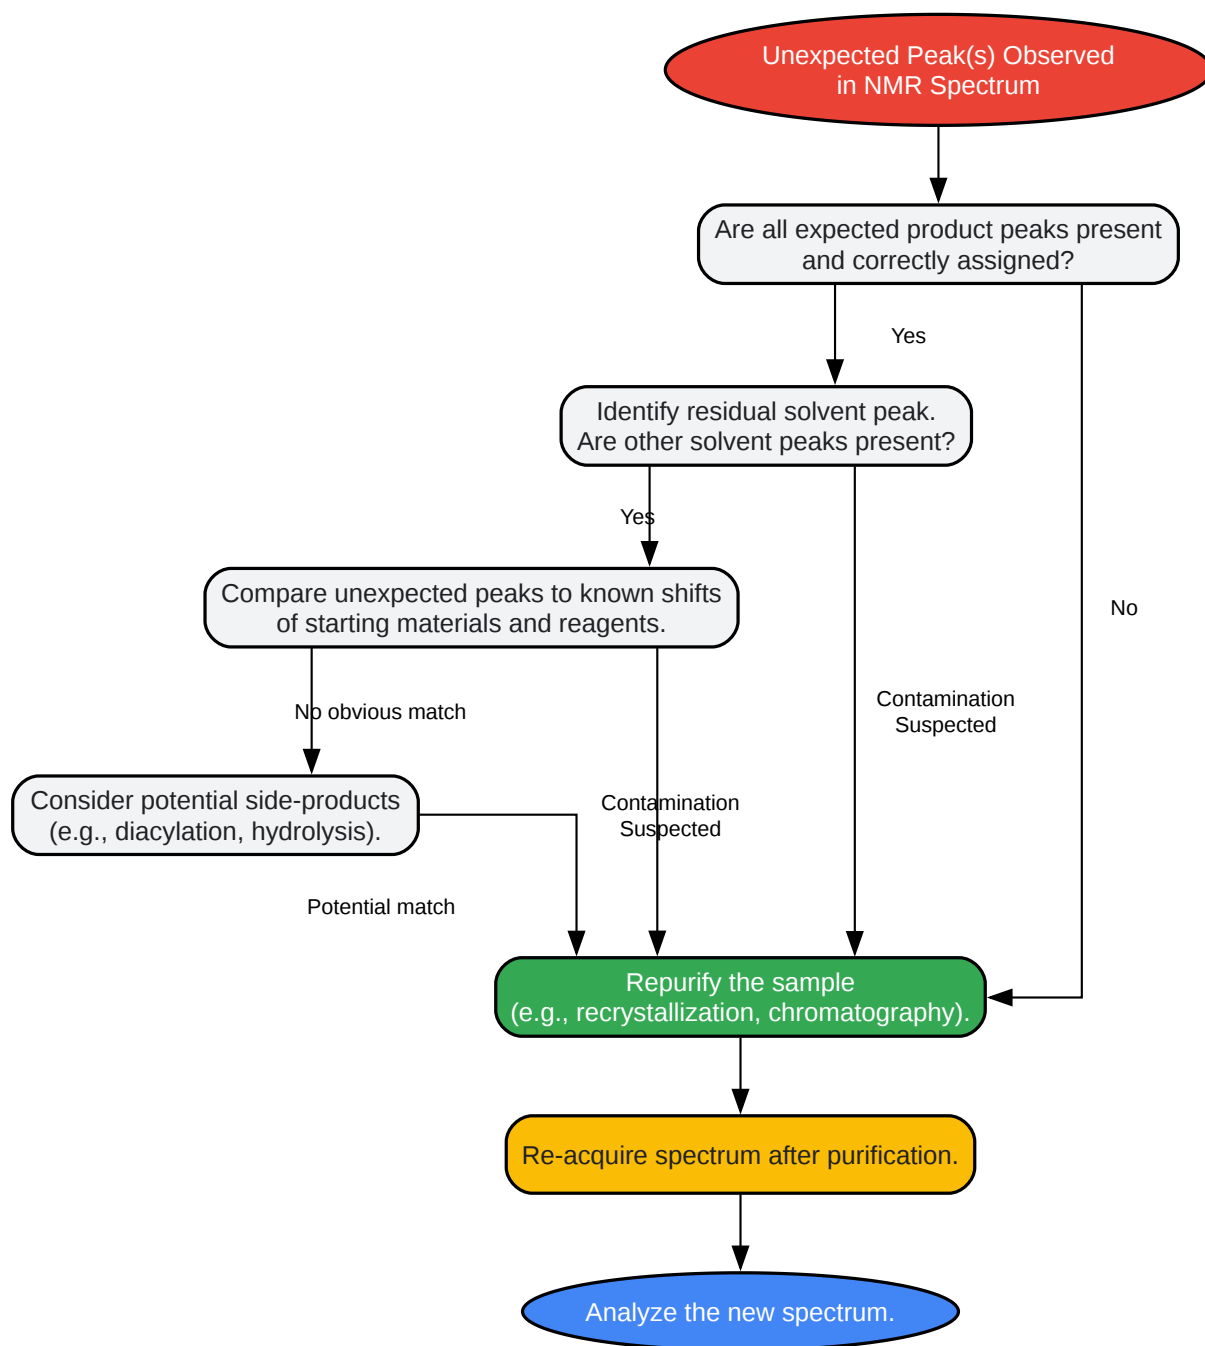 Unexpected Peak(s) Observed
in NMR Spectrum
Are all expected product peaks present
and correctly assigned?
Yes
Identify residual solvent peak.
Are other solvent peaks present?
Yes
Compare unexpected peaks to known shifts
of starting materials and reagents.
No
No obvious match
Contamination
Suspected
Consider potential side-products
(e.g., diacylation, hydrolysis).
Contamination
Suspected
Potential match
Repurify the sample
(e.g., recrystallization, chromatography).
Re-acquire spectrum after purification.
Analyze the new spectrum.